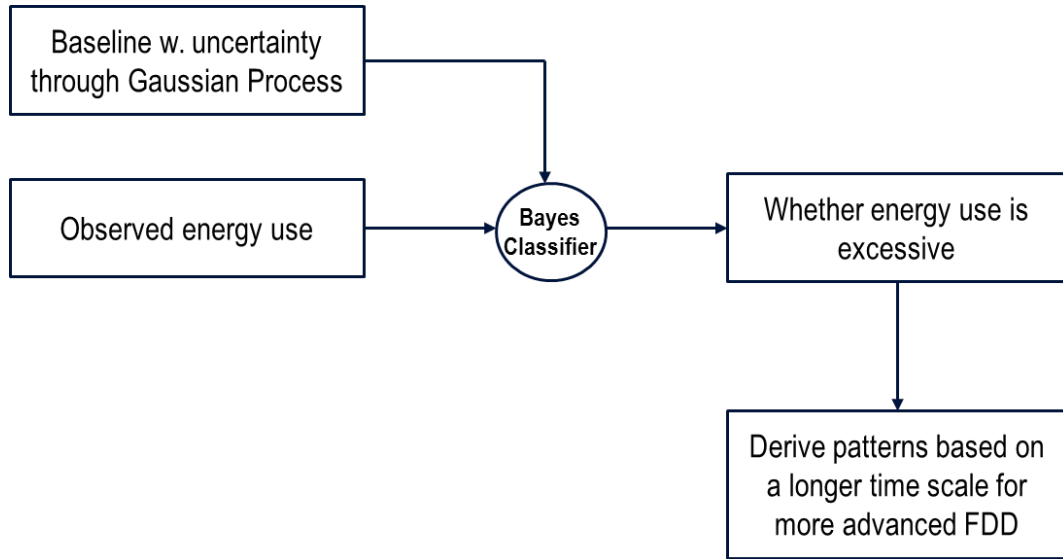 Baseline w. uncertainty
through Gaussian Process
Observed energy use
Bayes
Classifier
Whether energy use is
excessive
Derive patterns based on
a longer time scale for
more advanced FDD